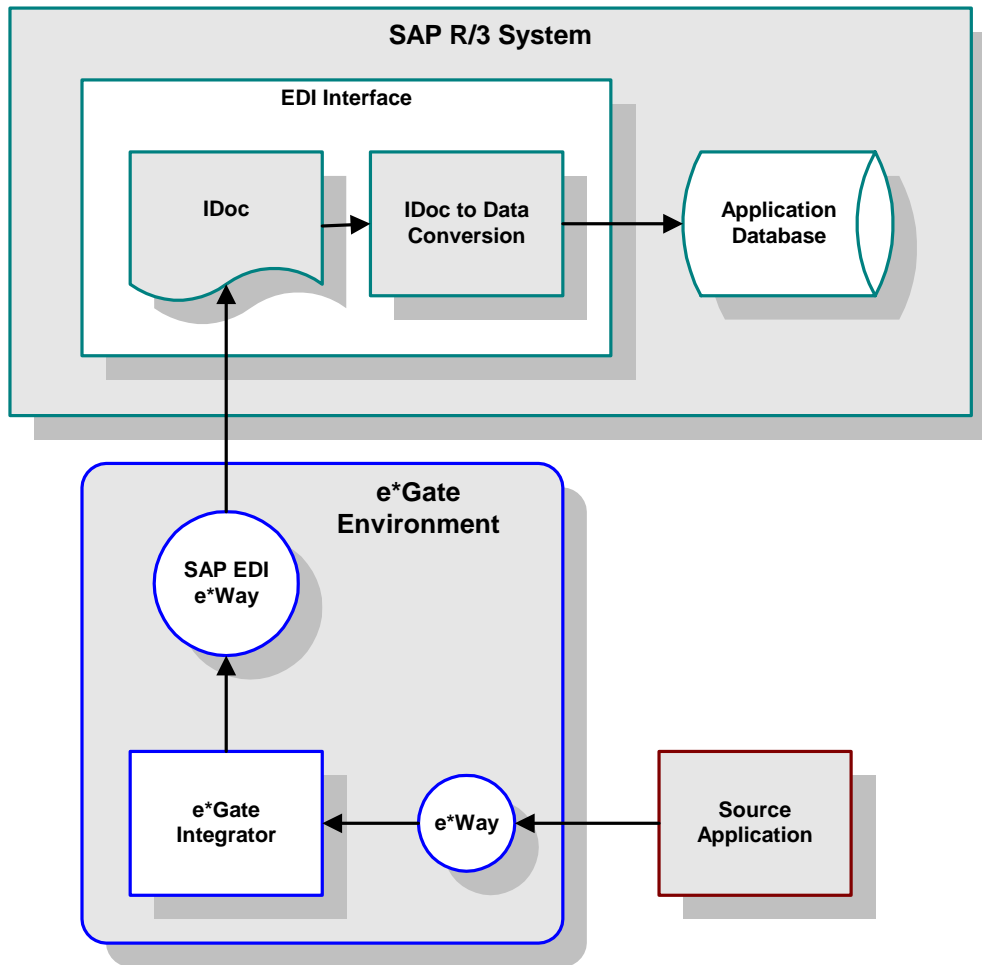 SAP R/3 System
EDI Interface
IDoc
IDoc to Data
Conversion
Application
Database
e*Gate
Environment
SAP EDI
e*Way
e*Gate
Integrator
e*Way
Source
Application